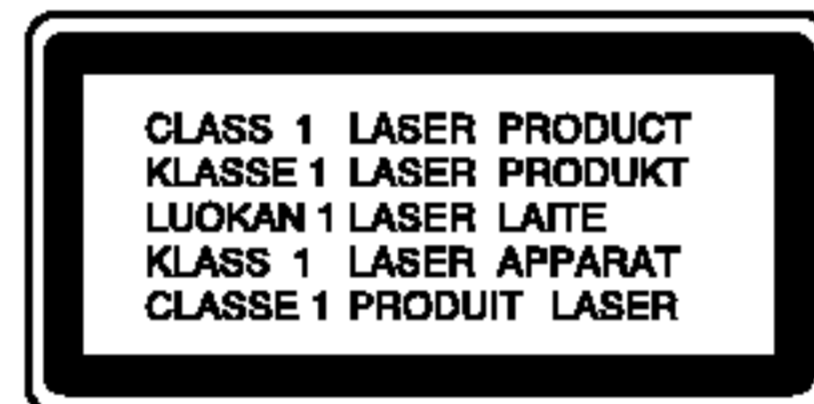 CLASS 1 LASER PRODUCT
KLASSE 1 LASER PRODUKT
LUOKAN 1 LASER LAITE
KLASS 1 LASER APPARAT
CLASSE 1 PRODUIT LASER